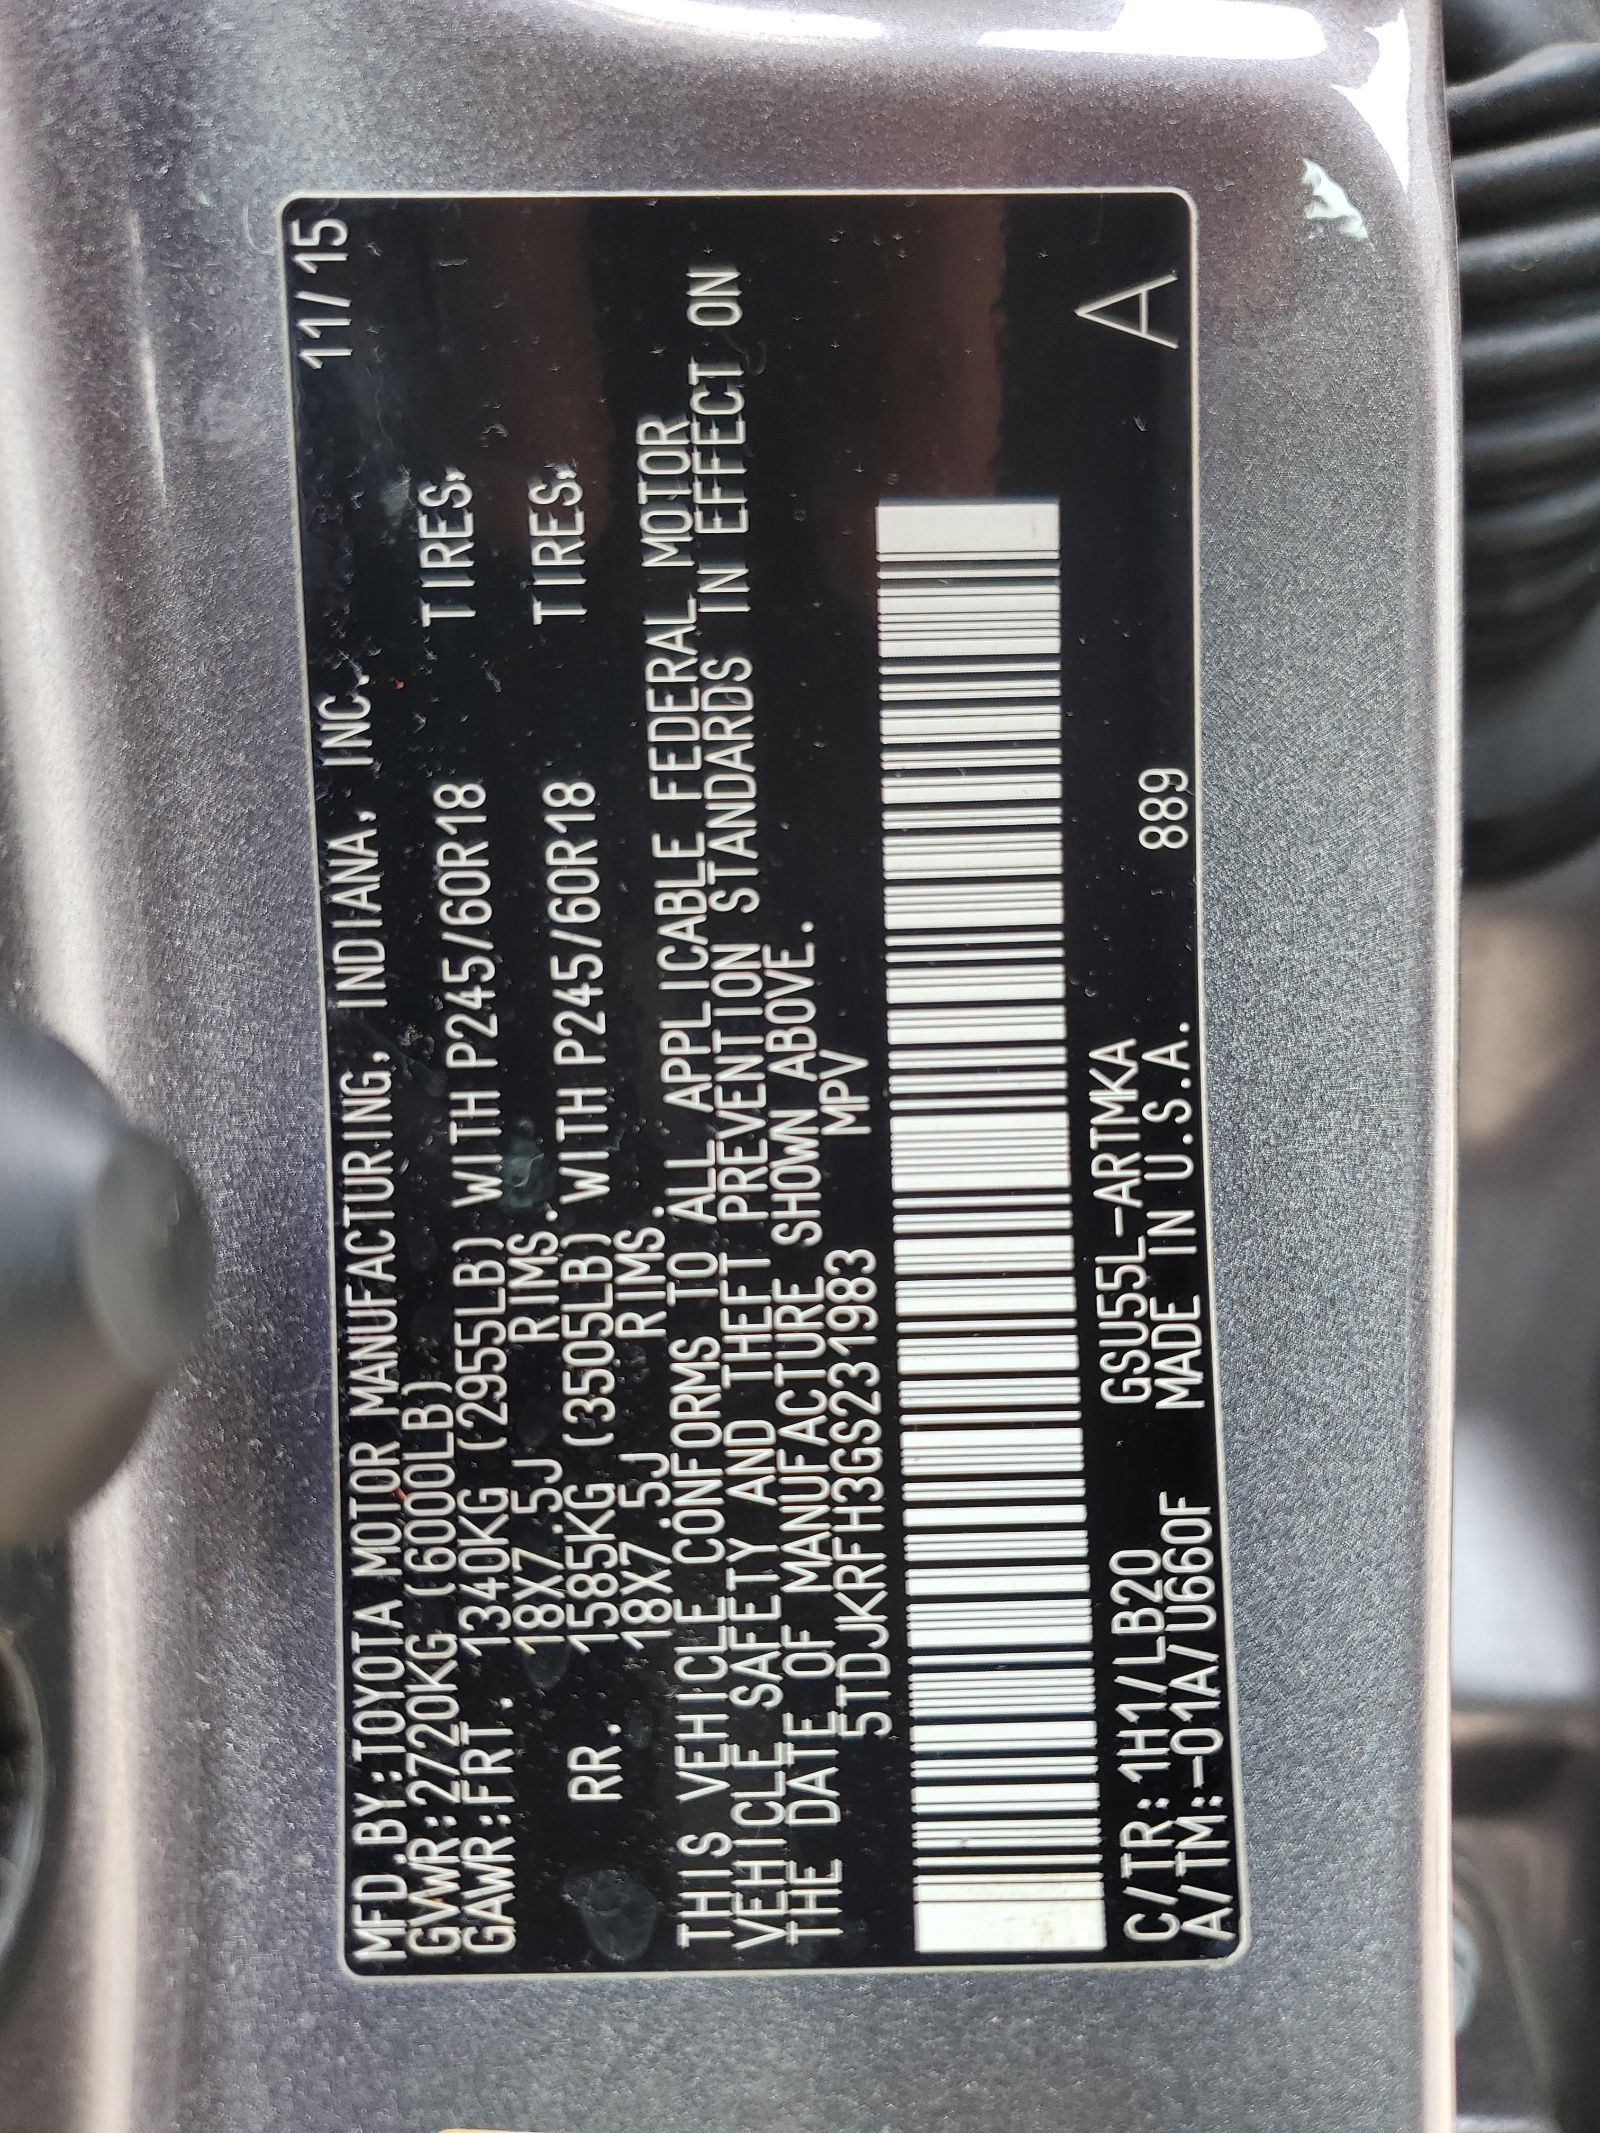 MFD.BY:TOYOTA MOTOR MANUFACTURING, INDIANA, INC. 11/15
GVWR:2720KG (6000LB)
GAWR:FRT. 1340KG (2955LB) WITH P245/60R18 TIRES,
18X7.5J RIMS.
RR. 1585KG (3505LB) WITH P245/60R18 TIRES,
18X7.5J RIMS.
THIS VEHICLE CONFORMS TO ALL APPLICABLE FEDERAL MOTOR
VEHICLE SAFETY AND THEFT PREVENTION STANDARDS IN EFFECT ON
THE DATE OF MANUFACTURE SHOWN ABOVE.
5TDJKRFH3GS231983 MPV
C/TR:1H1/LB20 GSU55L-ARTMKA
A/TM:-01A/U660F MADE IN U.S.A. 889 A